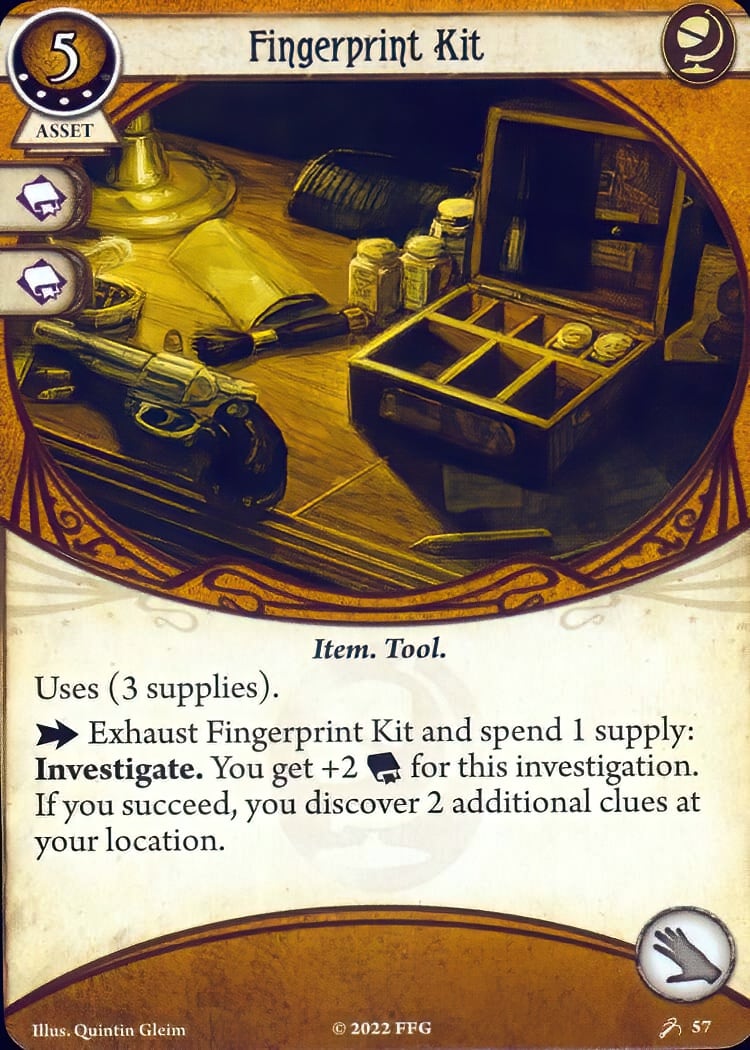 5
Fingerprint Kit
ASSET
Item. Tool.
Uses (3 supplies).
Exhaust Fingerprint Kit and spend 1 supply:
Investigate. You get +2 for this investigation.
If you succeed, you discover 2 additional clues at
your location.
Illus. Quintin Gleim
© 2022 FFG
57